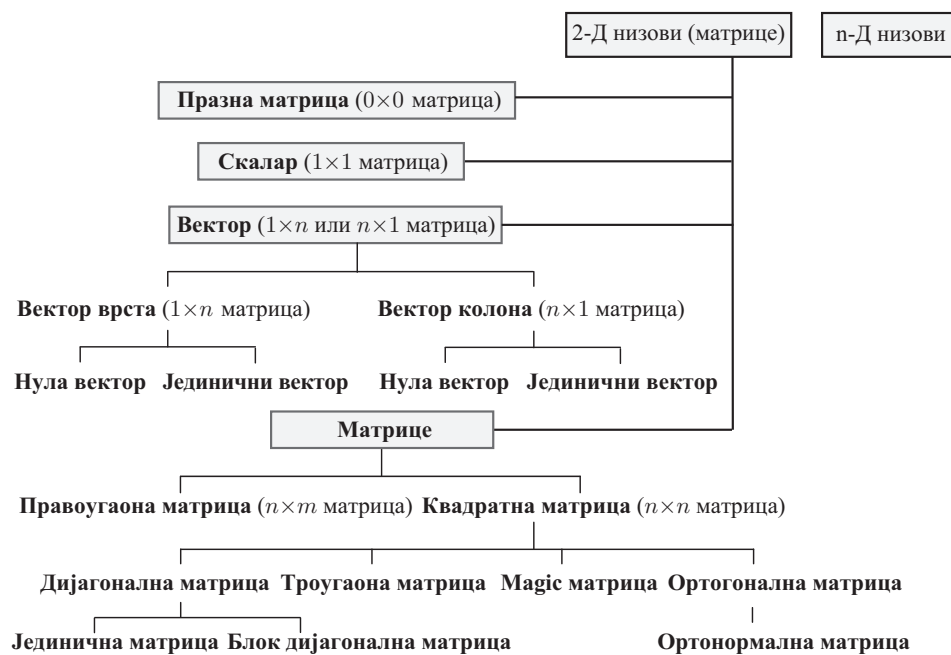 2-Д низови (матрице) n-Д низови
Празна матрица (0×0 матрица)
Скалар (1×1 матрица)
Вектор (1×n или n×1 матрица)
Вектор врста (1×n матрица) Вектор колона (n×1 матрица)
Нула вектор Јединични вектор Нула вектор Јединични вектор
Матрице
Правоугаона матрица (n×m матрица) Квадратна матрица (n×n матрица)
Дијагонална матрица Троугаона матрица Magic матрица Ортогонална матрица
Јединична матрица Блок дијагонална матрица Ортонормална матрица